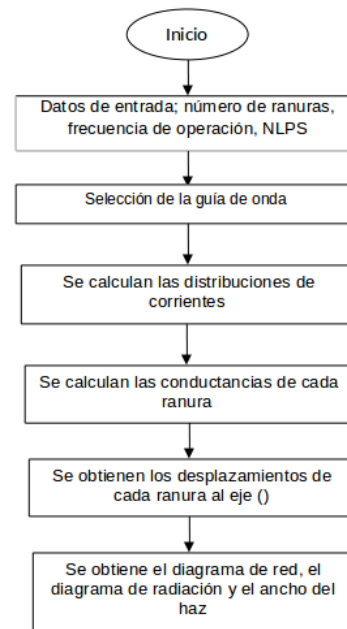 Inicio
Datos de entrada; número de ranuras,
frecuencia de operación, NLPS
Selección de la guía de onda
Se calculan las distribuciones de
corrientes
Se calculan las conductancias de cada
ranura
Se obtienen los desplazamientos de
cada ranura al eje ()
Se obtiene el diagrama de red, el
diagrama de radiación y el ancho del
haz